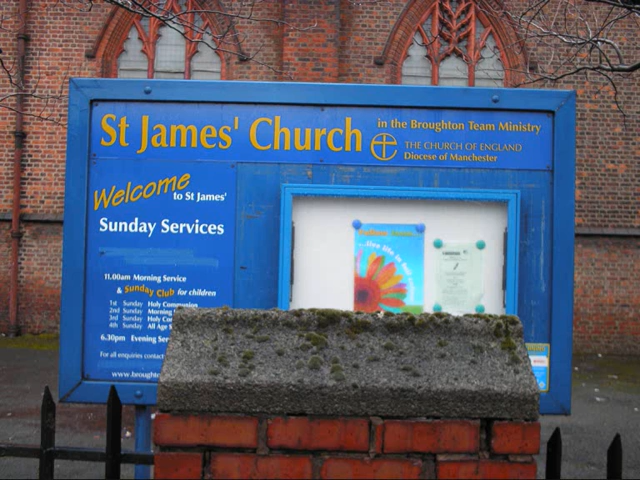 St James' Church
in the Broughton Team Ministry
THE CHURCH OF ENGLAND
Diocese of Manchester
Welcome to St James'
Sunday Services
11.00am Morning Service
& Sunday Club for children
1st Sunday Holy Communion
2nd Sunday Morning
3rd Sunday Holy
4th Sunday All Age
6.30pm Evening
For all enquiries contact